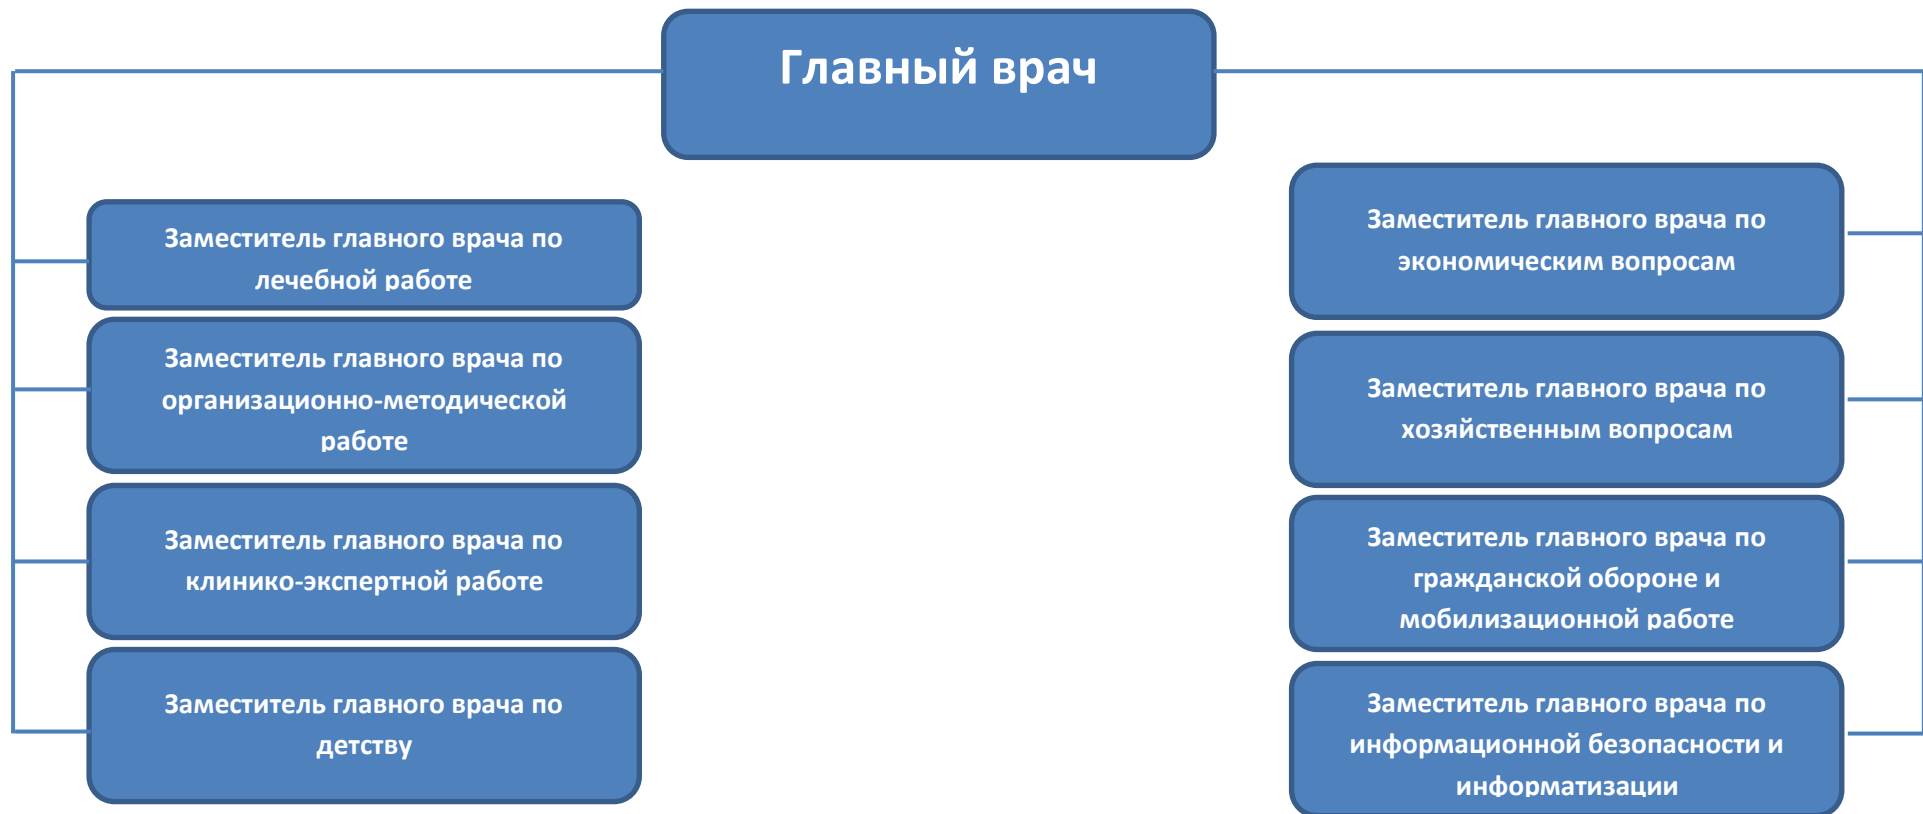 Главный врач
Заместитель главного врача по
лечебной работе
Заместитель главного врача по
организационно-методической
работе
Заместитель главного врача по
клинико-экспертной работе
Заместитель главного врача по
детству
Заместитель главного врача по
экономическим вопросам
Заместитель главного врача по
хозяйственным вопросам
Заместитель главного врача по
гражданской обороне и
мобилизационной работе
Заместитель главного врача по
информационной безопасности и
информатизации